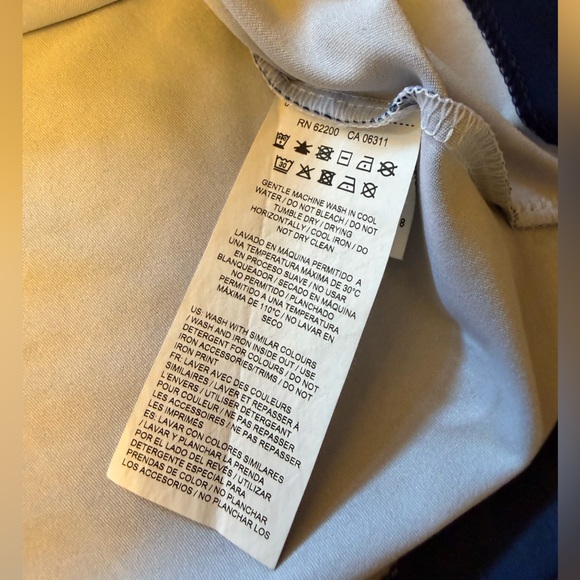 RN 62200 CA 06311
30
GENTLE MACHINE WASH IN COOL
WATER / DO NOT BLEACH / DO NOT
TUMBLE DRY / DRYING
HORIZONTALLY / COOL IRON / DO
NOT DRY CLEAN
LAVADO EN MÁQUINA PERMITIDO A
UNA TEMPERATURA MÁXIMA DE 30°C
EN PROCESO SUAVE / NO USAR
BLANQUEADOR / SECADO EN MÁQUINA
NO PERMITIDO / PLANCHADO
PERMITIDO A UNA TEMPERATURA
MÁXIMA DE 110°C / NO LAVAR EN
SECO
US: WASH WITH SIMILAR COLOURS
/ WASH AND IRON INSIDE OUT / USE
DETERGENT FOR COLOURS / DO NOT
IRON ACCESSORIES/TRIMS / DO NOT
IRON PRINT
FR: LAVER AVEC DES COULEURS
SIMILAIRES / LAVER ET REPASSER À
L'ENVERS / UTILISER DÉTERGEANT
POUR COULEUR / NE PAS REPASSER
LES ACCESSOIRES / NE PAS REPASSER
LES IMPRIMÉS
ES: LAVAR CON COLORES SIMILARES
/ LAVAR Y PLANCHAR LA PRENDA
POR EL LADO DEL REVÉS / UTILIZAR
DETERGENTE ESPECIAL PARA
PRENDAS DE COLOR / NO PLANCHAR
LOS ACCESORIOS / NO PLANCHAR LOS
8